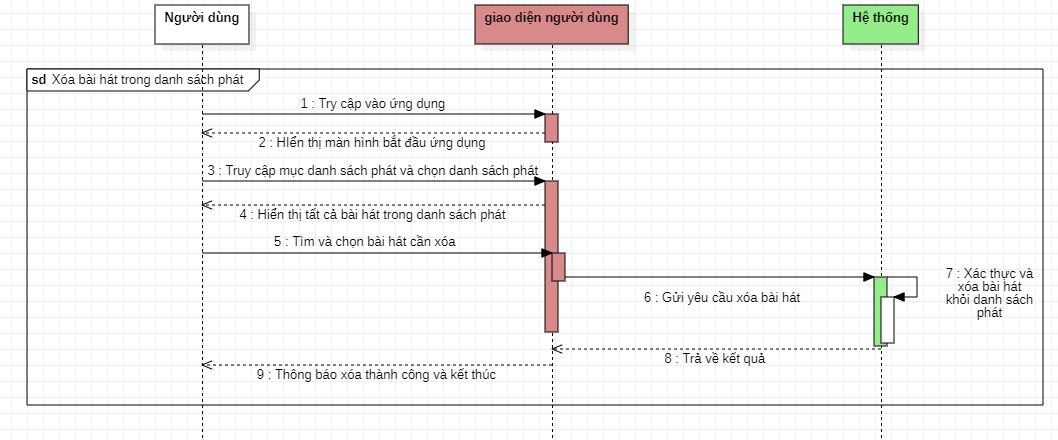 Người dùng
giao diện người dùng
Hệ thống
sd Xóa bài hát trong danh sách phát
1 : Try cập vào ứng dụng
2 : HIển thị màn hình bắt đầu ứng dụng
3 : Truy cập mục danh sách phát và chọn danh sách phát
4 : Hiển thị tất cả bài hát trong danh sách phát
5 : Tìm và chọn bài hát cần xóa
6 : Gửi yêu cầu xóa bài hát
7 : Xác thực và
xóa bài hát
khỏi danh sách
phát
8 : Trả về kết quả
9 : Thông báo xóa thành công và kết thúc